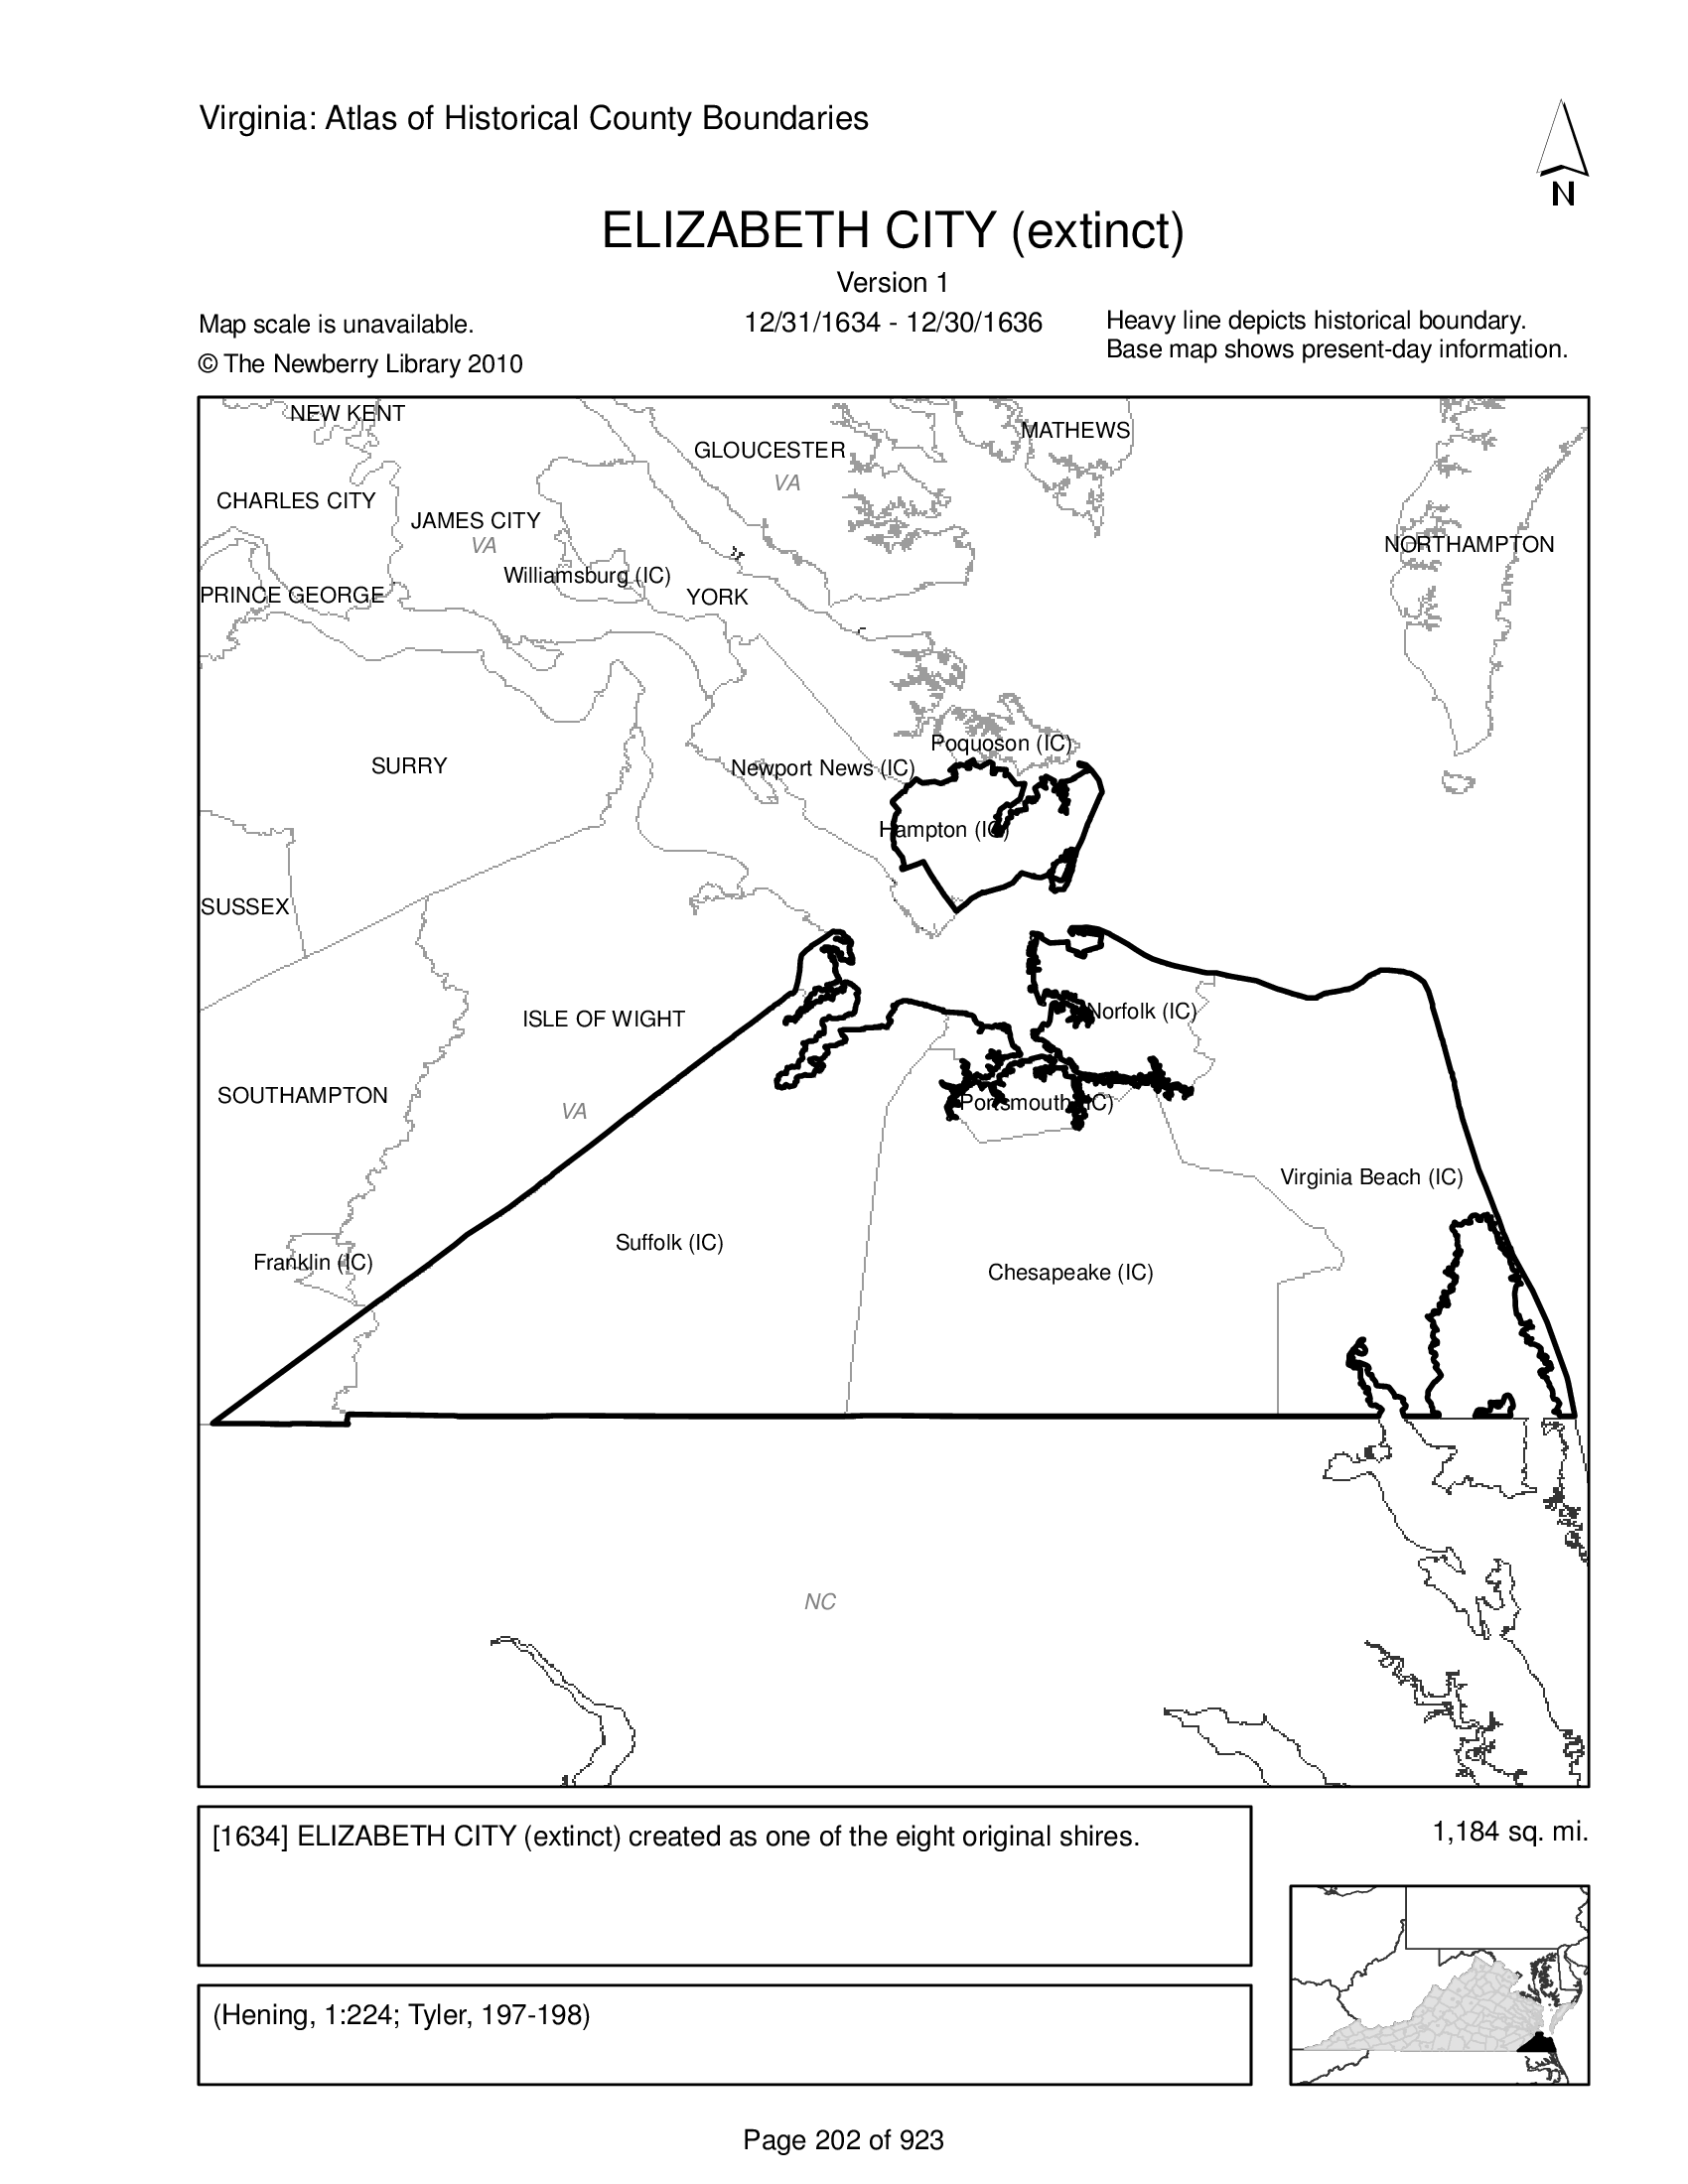 Virginia: Atlas of Historical County Boundaries
N
ELIZABETH CITY (extinct)
Version 1
12/31/1634 - 12/30/1636
Map scale is unavailable.
© The Newberry Library 2010
Heavy line depicts historical boundary.
Base map shows present-day information.
NEW KENT
MATHEWS
GLOUCESTER
VA
CHARLES CITY
JAMES CITY
VA
NORTHAMPTON
Williamsburg (IC)
PRINCE GEORGE
YORK
Poquoson (IC)
SURRY
Newport News (IC)
Hampton (IC)
SUSSEX
ISLE OF WIGHT
Norfolk (IC)
SOUTHAMPTON
VA
Portsmouth (IC)
Virginia Beach (IC)
Suffolk (IC)
Franklin (IC)
Chesapeake (IC)
NC
[1634] ELIZABETH CITY (extinct) created as one of the eight original shires.
1,184 sq. mi.
(Hening, 1:224; Tyler, 197-198)
Page 202 of 923